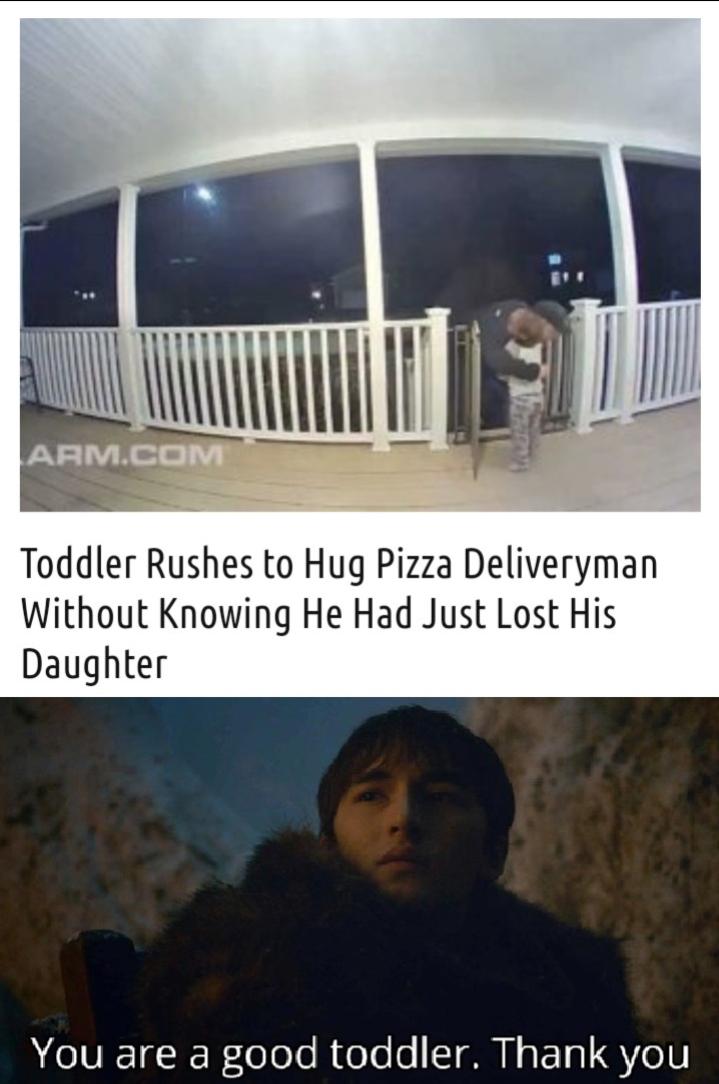 ARM.COM
Toddler Rushes to Hug Pizza Deliveryman
Without Knowing He Had Just Lost His
Daughter
You are a good toddler. Thank you